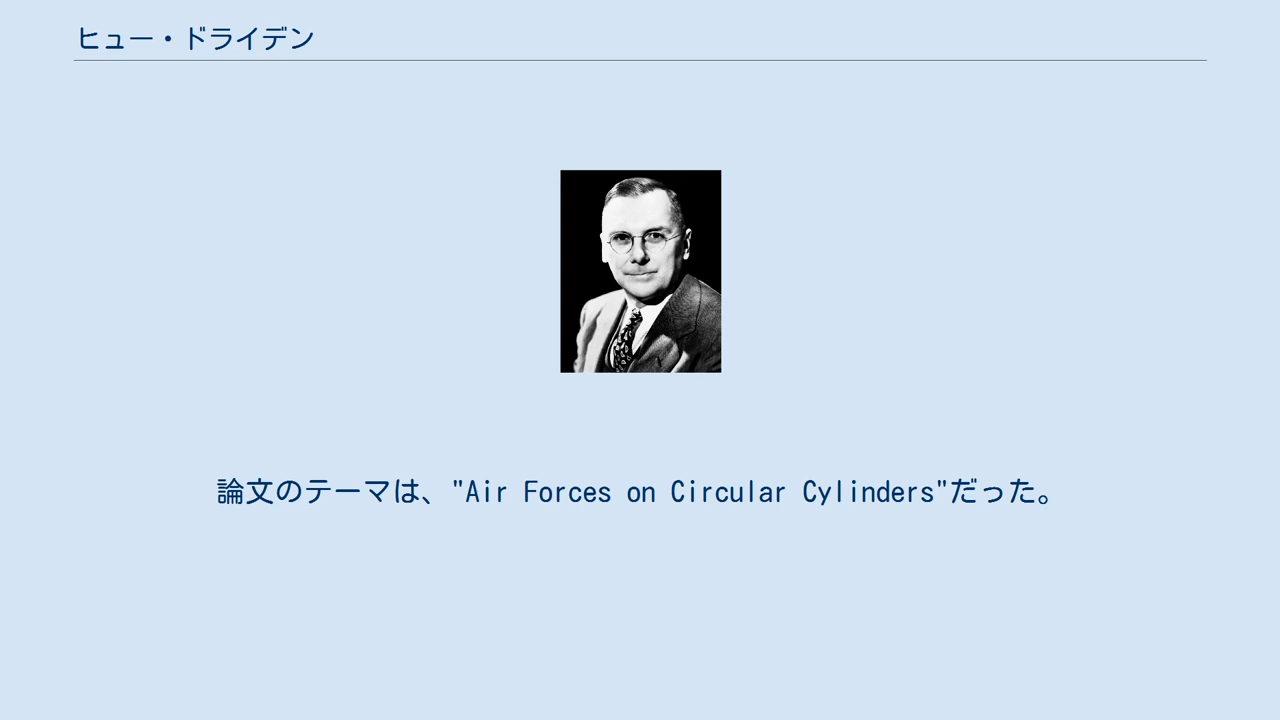 ヒュー・ドライデン
論文のテーマは、"Air Forces on Circular Cylinders"だった。